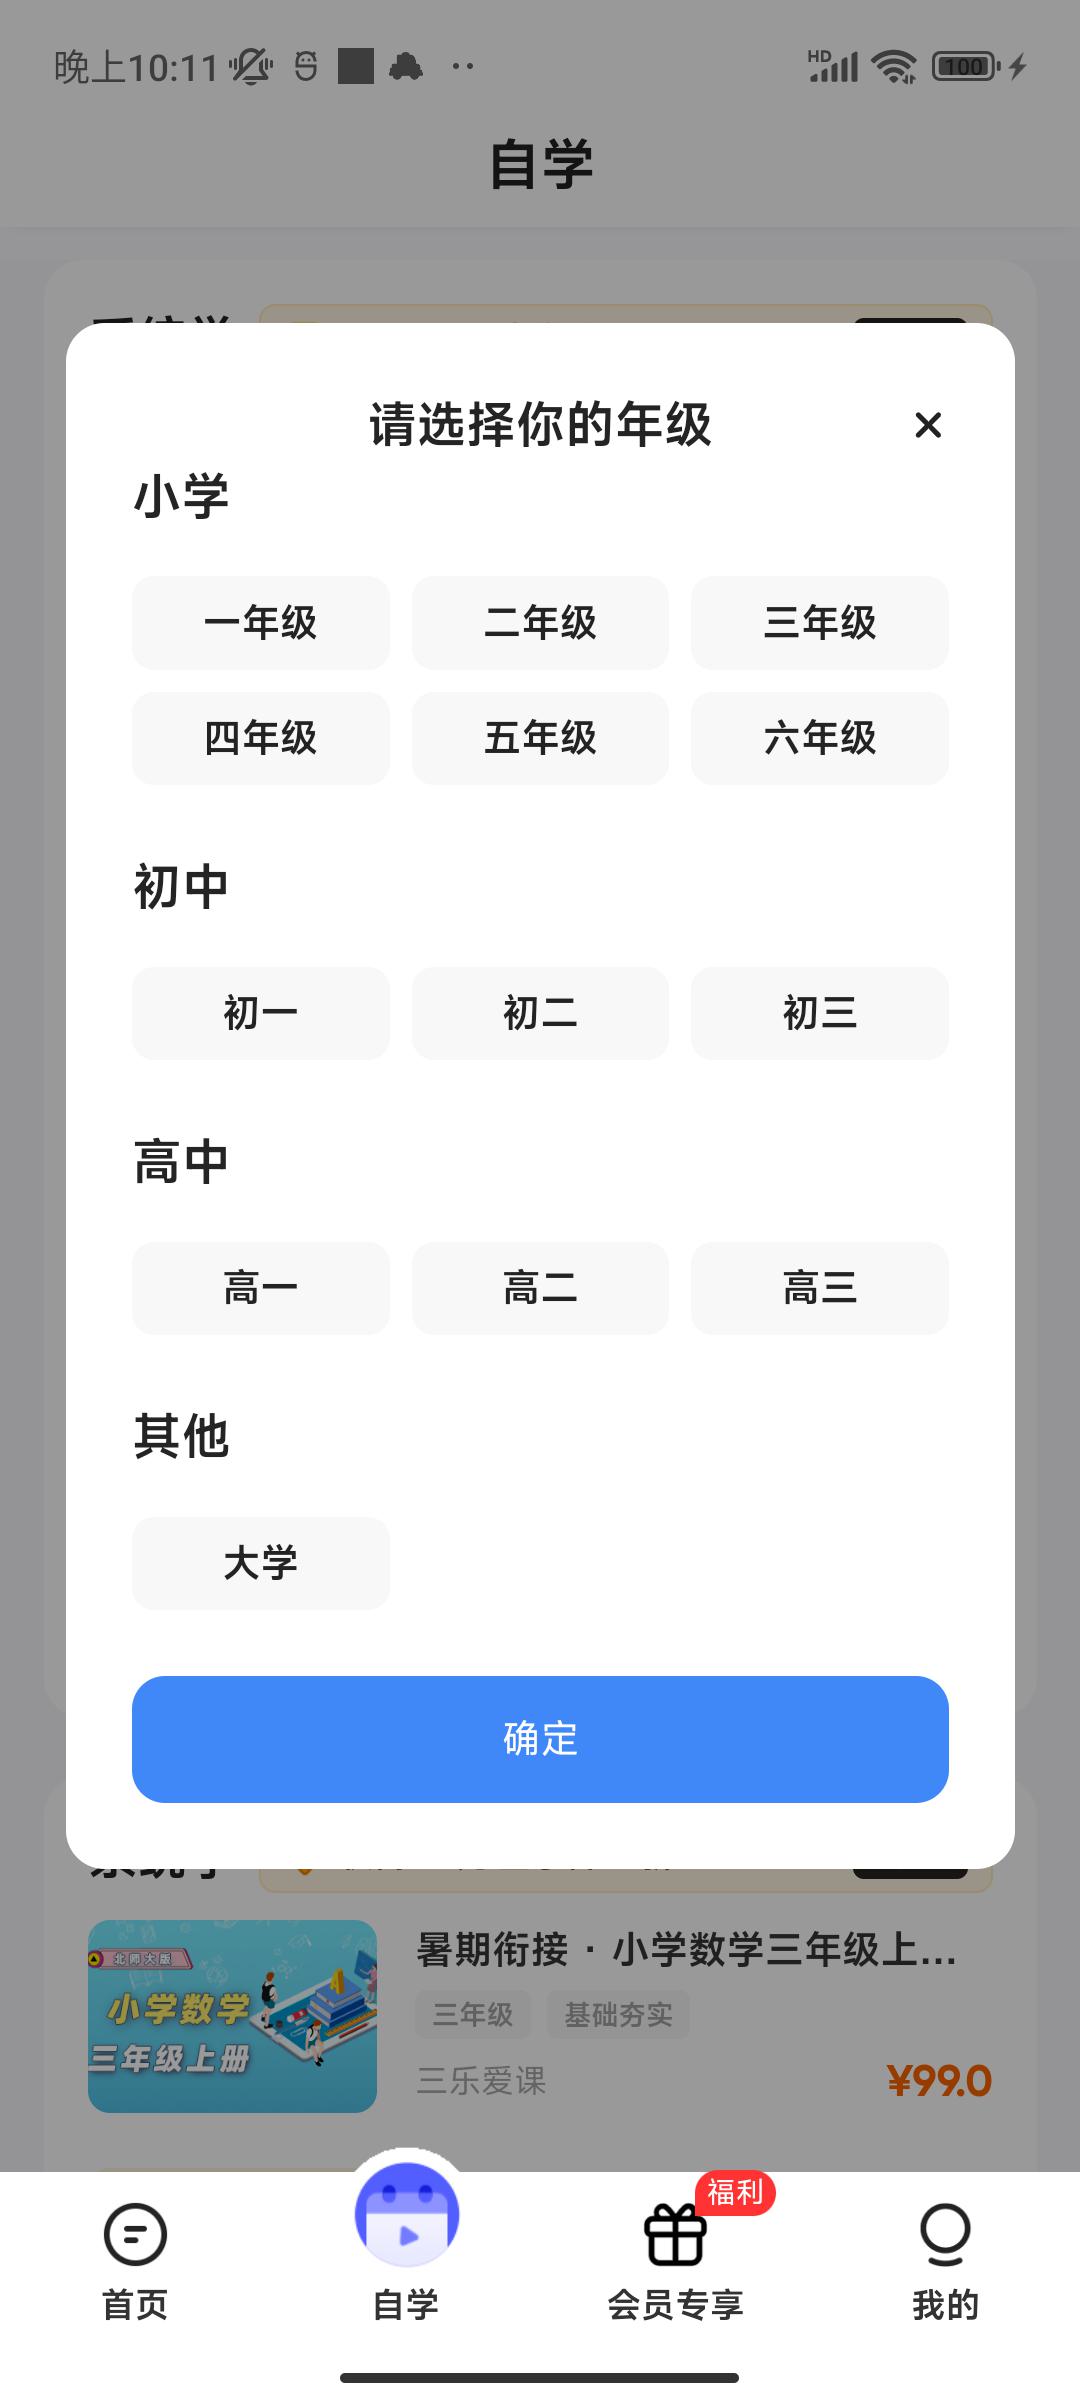 晚上10:11
HD
100
自学
请选择你的年级
小学
一年级 二年级 三年级
四年级 五年级 六年级
初中
初一 初二 初三
高中
高一 高二 高三
其他
大学
确定
北师大版
小学数学
三年级上册
暑期衔接 · 小学数学三年级上...
三年级 基础夯实
三乐爱课
¥99.0
福利
首页 自学 会员专享 我的